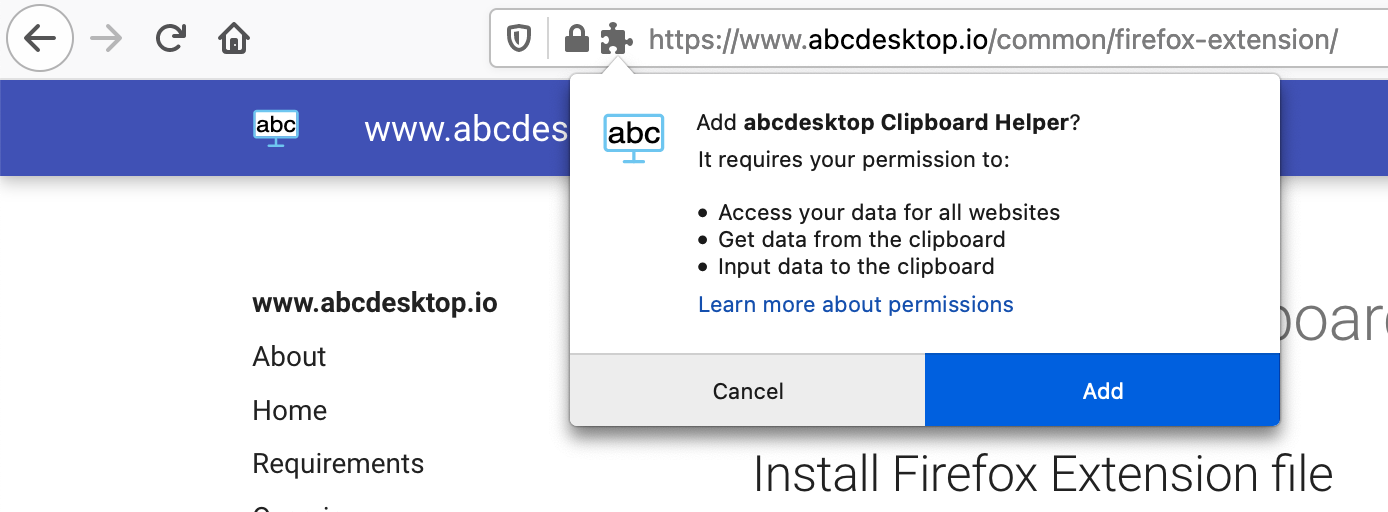 https://www.abcdesktop.io/common/firefox-extension/
abc
www.abcdes
abc
Add abcdesktop Clipboard Helper?
It requires your permission to:
• Access your data for all websites
• Get data from the clipboard
• Input data to the clipboard
Learn more about permissions
Cancel
Add
www.abcdesktop.io
About
Home
Requirements
Install Firefox Extension file